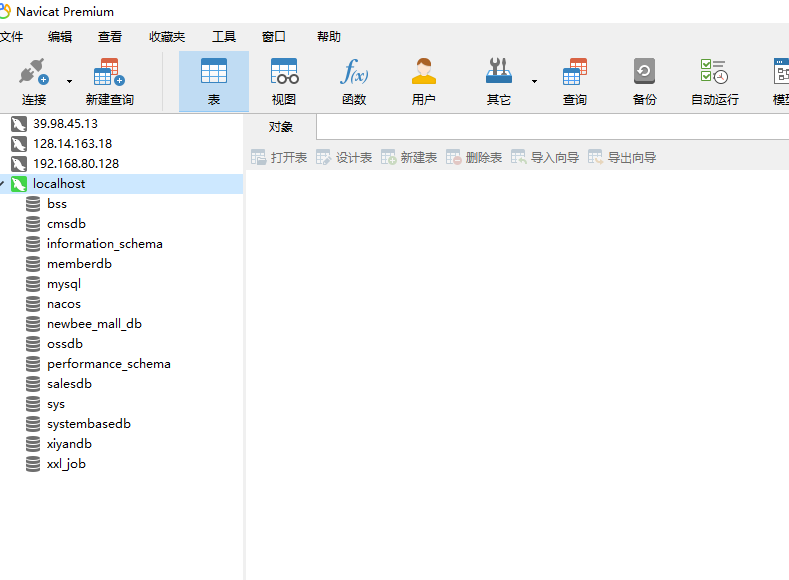 Navicat Premium
文件 编辑 查看 收藏夹 工具 窗口 帮助
连接 新建查询 表 视图 f(x) 函数 用户 其它 查询 备份 自动运行 模型
39.98.45.13
128.14.163.18
192.168.80.128
localhost
bss
cmsdb
information_schema
memberdb
mysql
nacos
newbee_mall_db
ossdb
performance_schema
salesdb
sys
systembasedb
xiyandb
xxl_job
对象
打开表 设计表 新建表 删除表 导入向导 导出向导